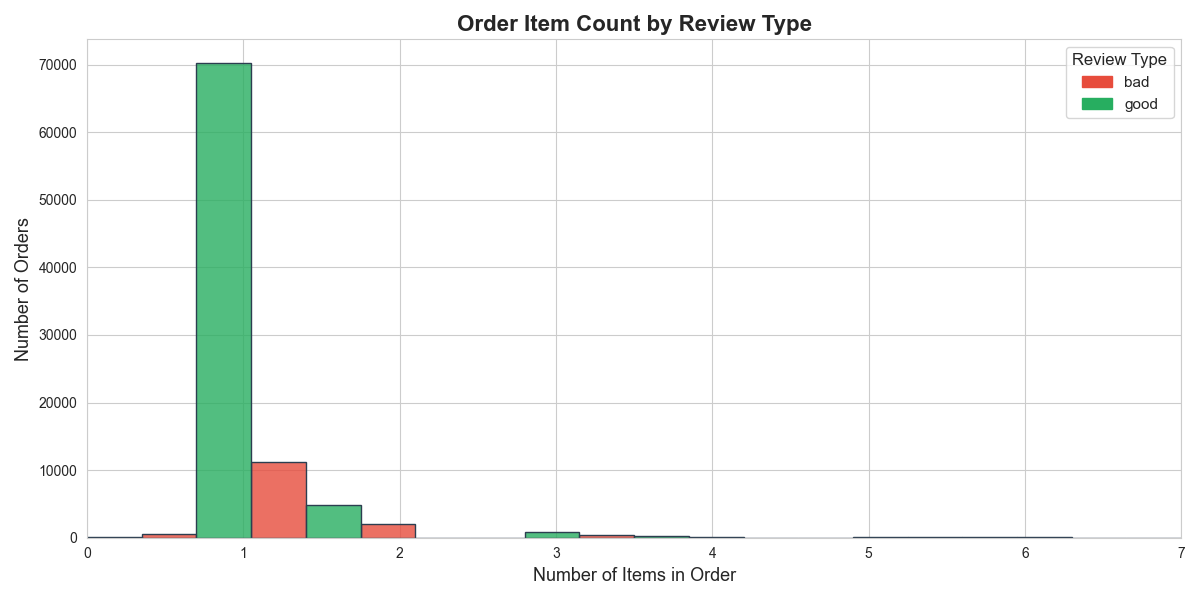 Order Item Count by Review Type
Review Type
bad
good
Number of Orders
70000
60000
50000
40000
30000
20000
10000
0
0 1 2 3 4 5 6 7
Number of Items in Order